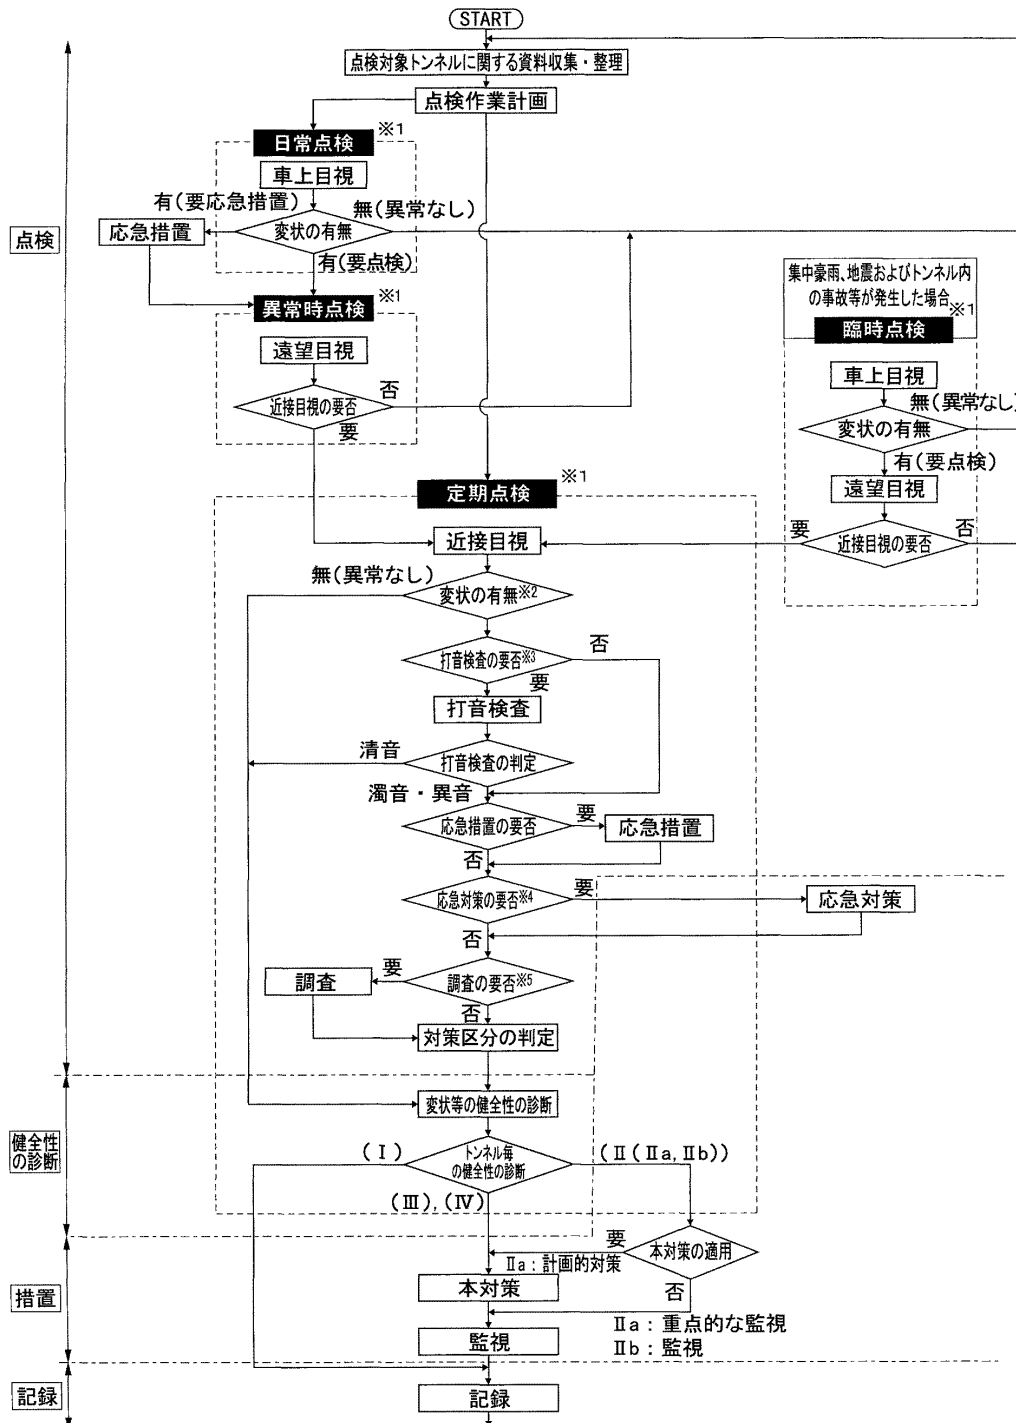 START
点検対象トンネルに関する資料収集・整理
点検作業計画
日常点検
※1
車上目視
有(要応急措置)
無(異常なし)
点検
応急措置
変状の有無
有(要点検)
異常時点検
※1
遠望目視
否
近接目視の要否
要
集中豪雨、地震およびトンネル内
の事故等が発生した場合
※1
臨時点検
車上目視
無(異常なし)
変状の有無
有(要点検)
遠望目視
要
否
近接目視の要否
定期点検
※1
近接目視
無(異常なし)
変状の有無※2
打音検査の要否※3
否
要
打音検査
清音
打音検査の判定
濁音・異音
応急措置の要否
要
応急措置
否
応急対策の要否※4
要
応急対策
否
調査
要
調査の要否※5
否
対策区分の判定
変状等の健全性の診断
健全性
の診断
(Ⅰ)
トンネル毎
の健全性の診断
(Ⅱ(Ⅱa,Ⅱb))
(Ⅲ),(Ⅳ)
要
本対策の適用
Ⅱa:計画的対策
措置
本対策
否
Ⅱa:重点的な監視
Ⅱb:監視
監視
記録
記録